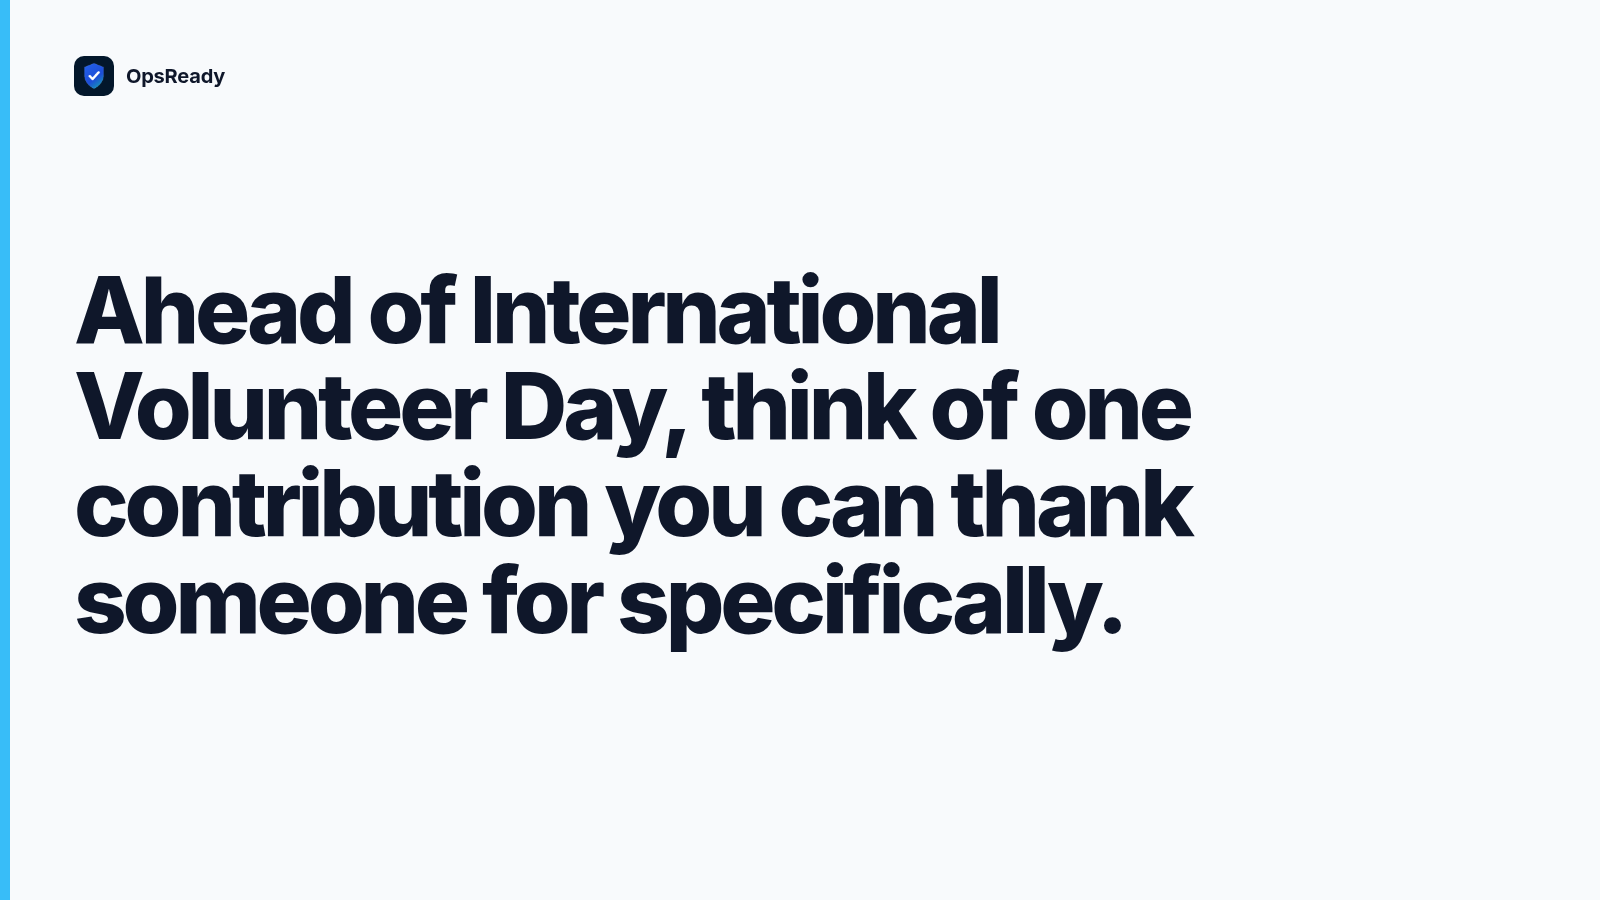 OpsReady
Ahead of International
Volunteer Day, think of one
contribution you can thank
someone for specifically.